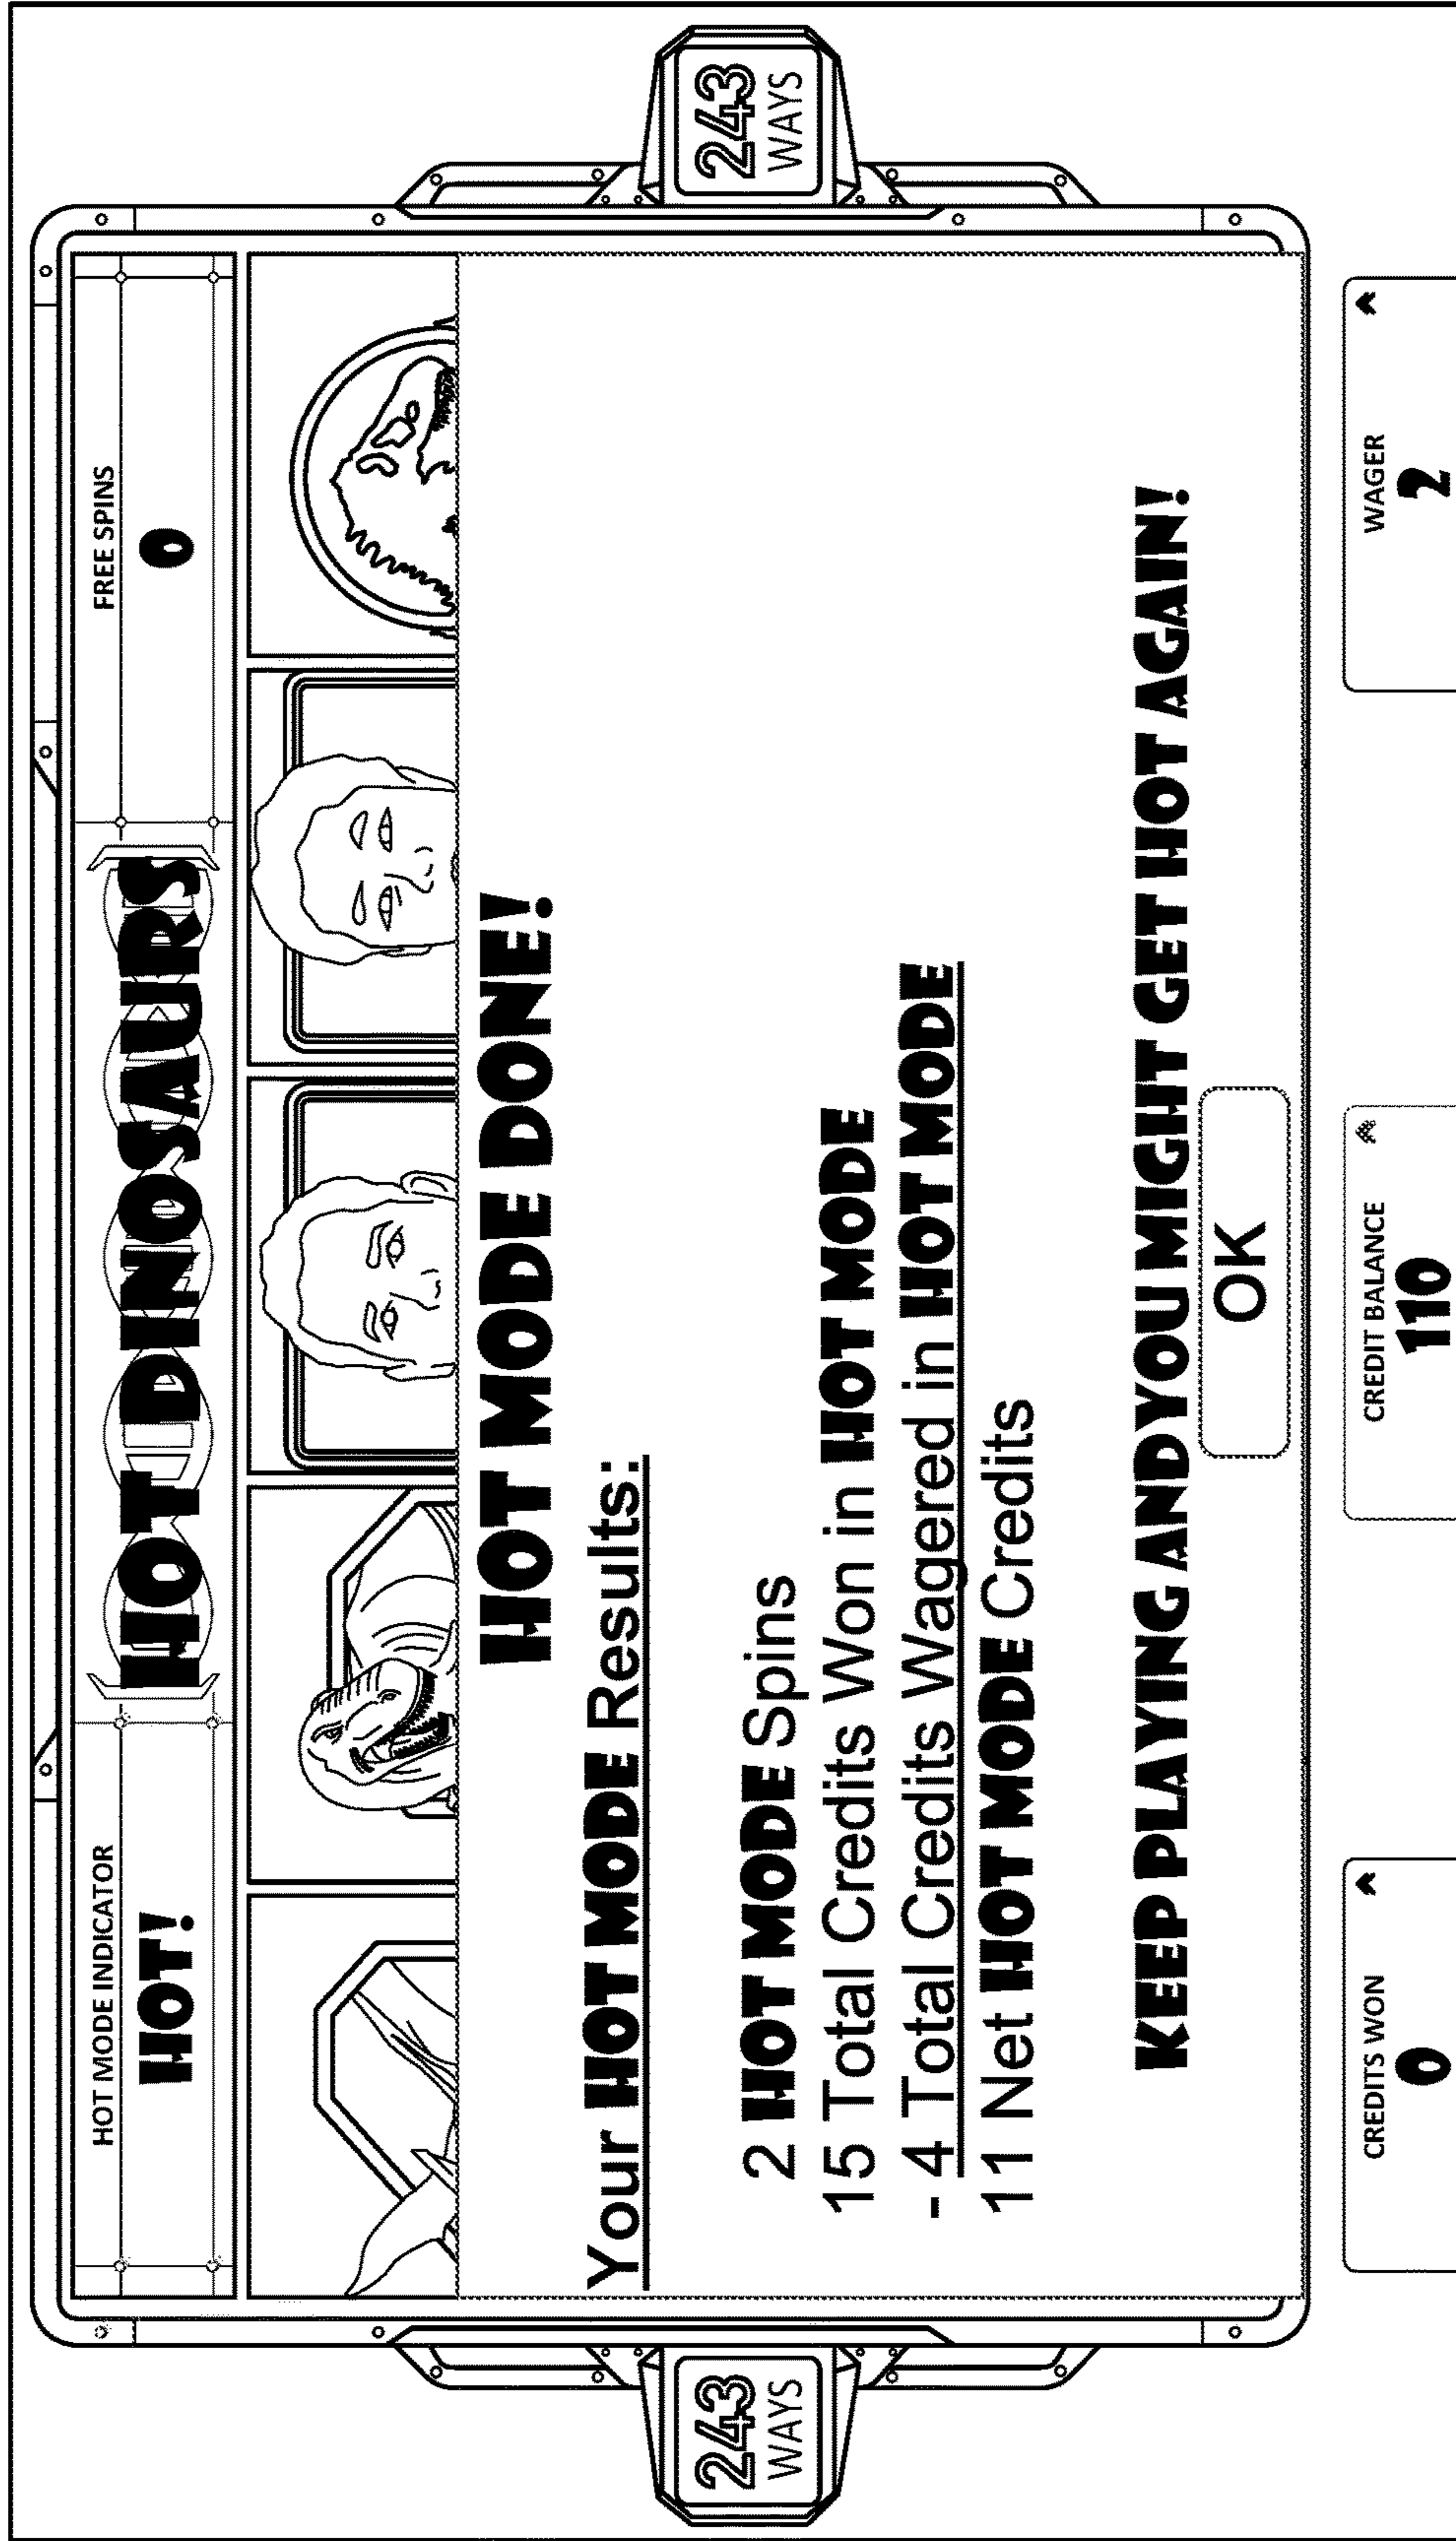 HOT MODE INDICATOR
HOT!
HOT DINOSAURS
FREE SPINS
0
243
WAYS
243
WAYS
HOT MODE DONE!
Your HOT MODE Results:
2 HOT MODE Spins
15 Total Credits Won in HOT MODE
- 4 Total Credits Wagered in HOT MODE
11 Net HOT MODE Credits
KEEP PLAYING AND YOU MIGHT GET HOT AGAIN!
OK
CREDITS WON
0
CREDIT BALANCE
110
WAGER
2